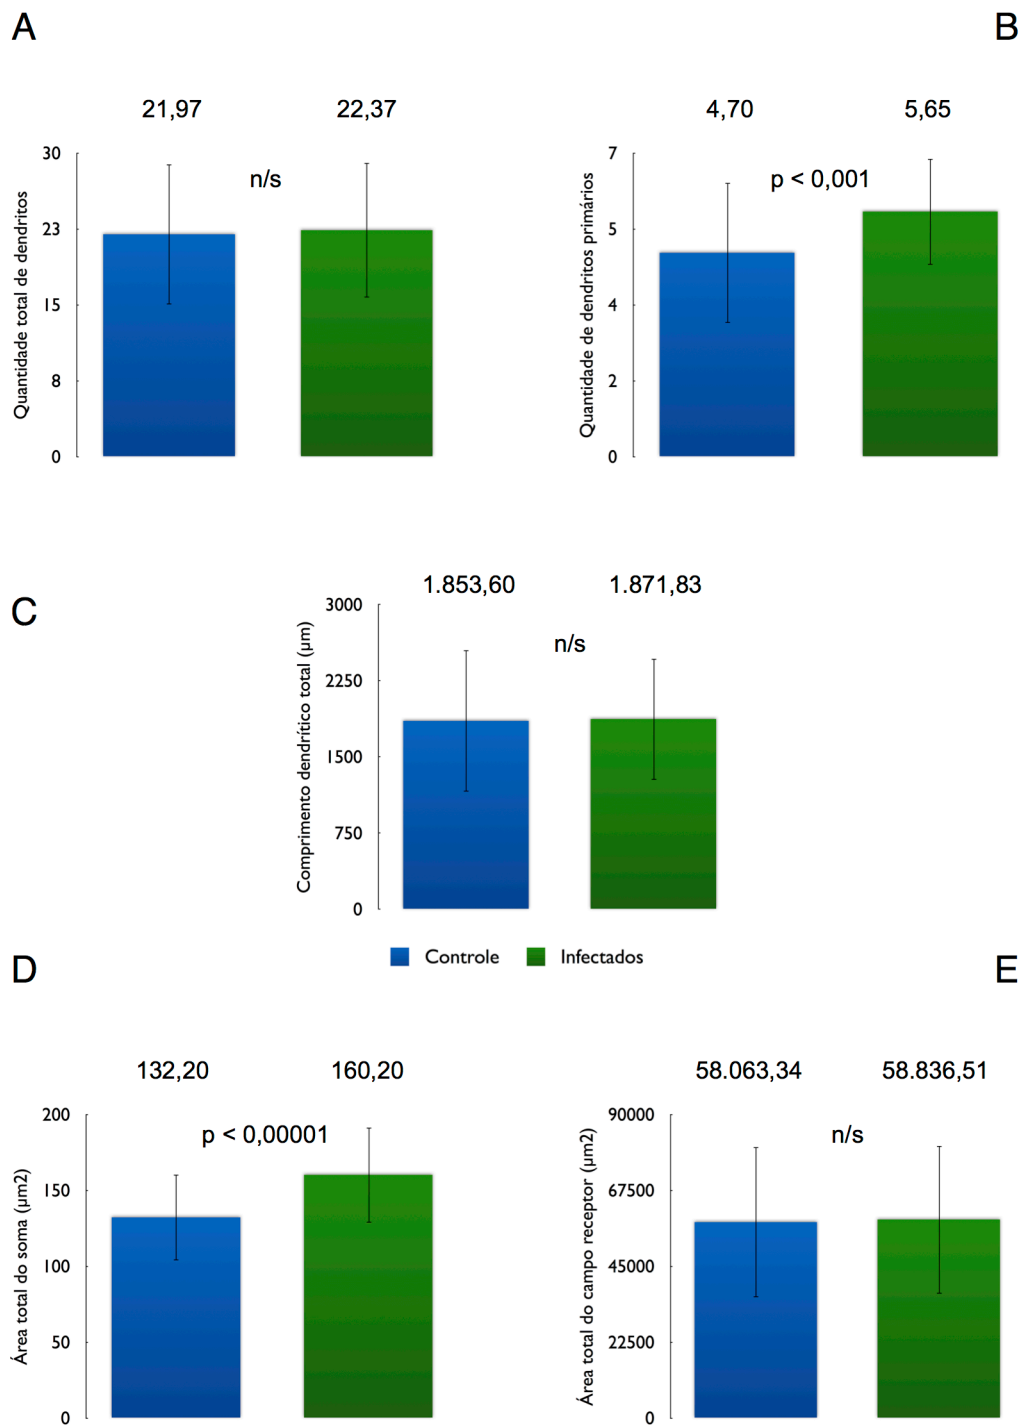 A
B
21,97
22,37
n/s
30
23
15
8
0
Quantidade total de dendritos
4,70
5,65
p < 0,001
7
5
4
2
0
Quantidade de dendritos primários
C
1.853,60
1.871,83
n/s
3000
2250
1500
750
0
Comprimento dendrítico total (µm)
Controle
Infectados
D
E
132,20
160,20
p < 0,00001
200
150
100
50
0
Área total do soma (µm2)
58.063,34
58.836,51
n/s
90000
67500
45000
22500
0
Área total do campo receptor (µm2)